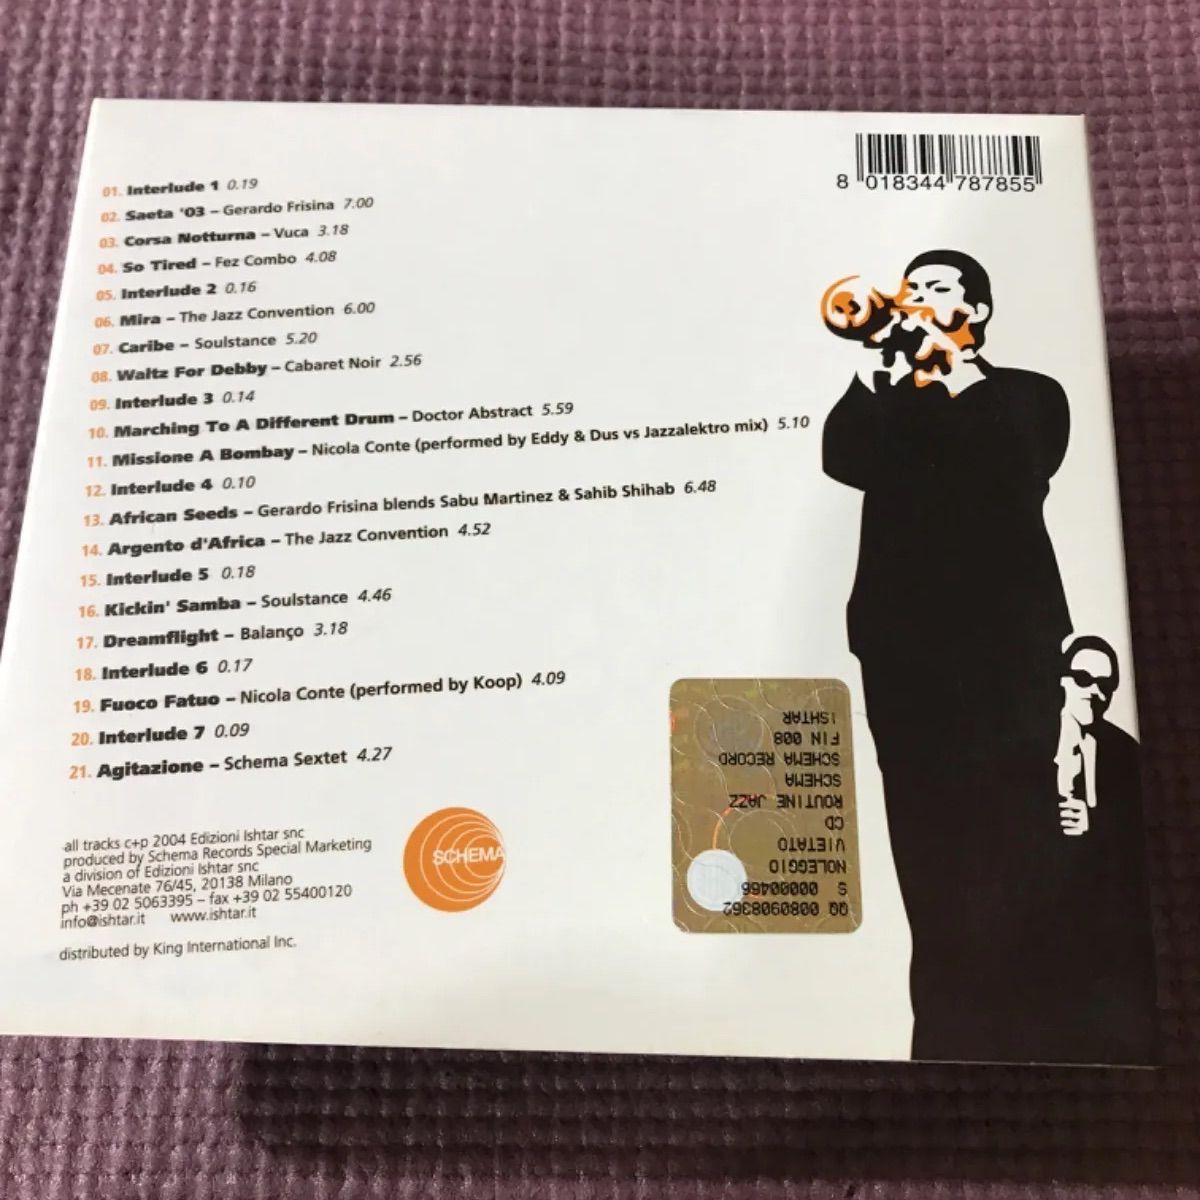 8 018344 787855
01. Interlude 1 0.19
02. Saeta '03 – Gerardo Frisina 7.00
03. Corsa Notturna – Vuca 3.18
04. So Tired – Fez Combo 4.08
05. Interlude 2 0.16
06. Mira – The Jazz Convention 6.00
07. Caribe – Soulstance 5.20
08. Waltz For Debby – Cabaret Noir 2.56
09. Interlude 3 0.14
10. Marching To A Different Drum – Doctor Abstract 5.59
11. Missione A Bombay – Nicola Conte (performed by Eddy & Dus vs Jazzalektro mix) 5.10
12. Interlude 4 0.10
13. African Seeds – Gerardo Frisina blends Sabu Martinez & Sahib Shihab 6.48
14. Argento d'Africa – The Jazz Convention 4.52
15. Interlude 5 0.18
16. Kickin' Samba – Soulstance 4.46
17. Dreamflight – Balanço 3.18
18. Interlude 6 0.17
19. Fuoco Fatuo – Nicola Conte (performed by Koop) 4.09
20. Interlude 7 0.09
21. Agitazione – Schema Sextet 4.27
all tracks c+p 2004 Edizioni Ishtar snc
produced by Schema Records Special Marketing
a division of Edizioni Ishtar snc
Via Mecenate 76/45, 20138 Milano
ph +39 02 5063395 – fax +39 02 55400120
info@ishtar.it www.ishtar.it
distributed by King International Inc.
SCHEMA
QQ 0080908362
S 00000466
NOLEGGIO
VIETATO
CD
ROUTINE JAZZ
SCHEMA
SCHEMA RECORD
FIN 008
ISHTAR